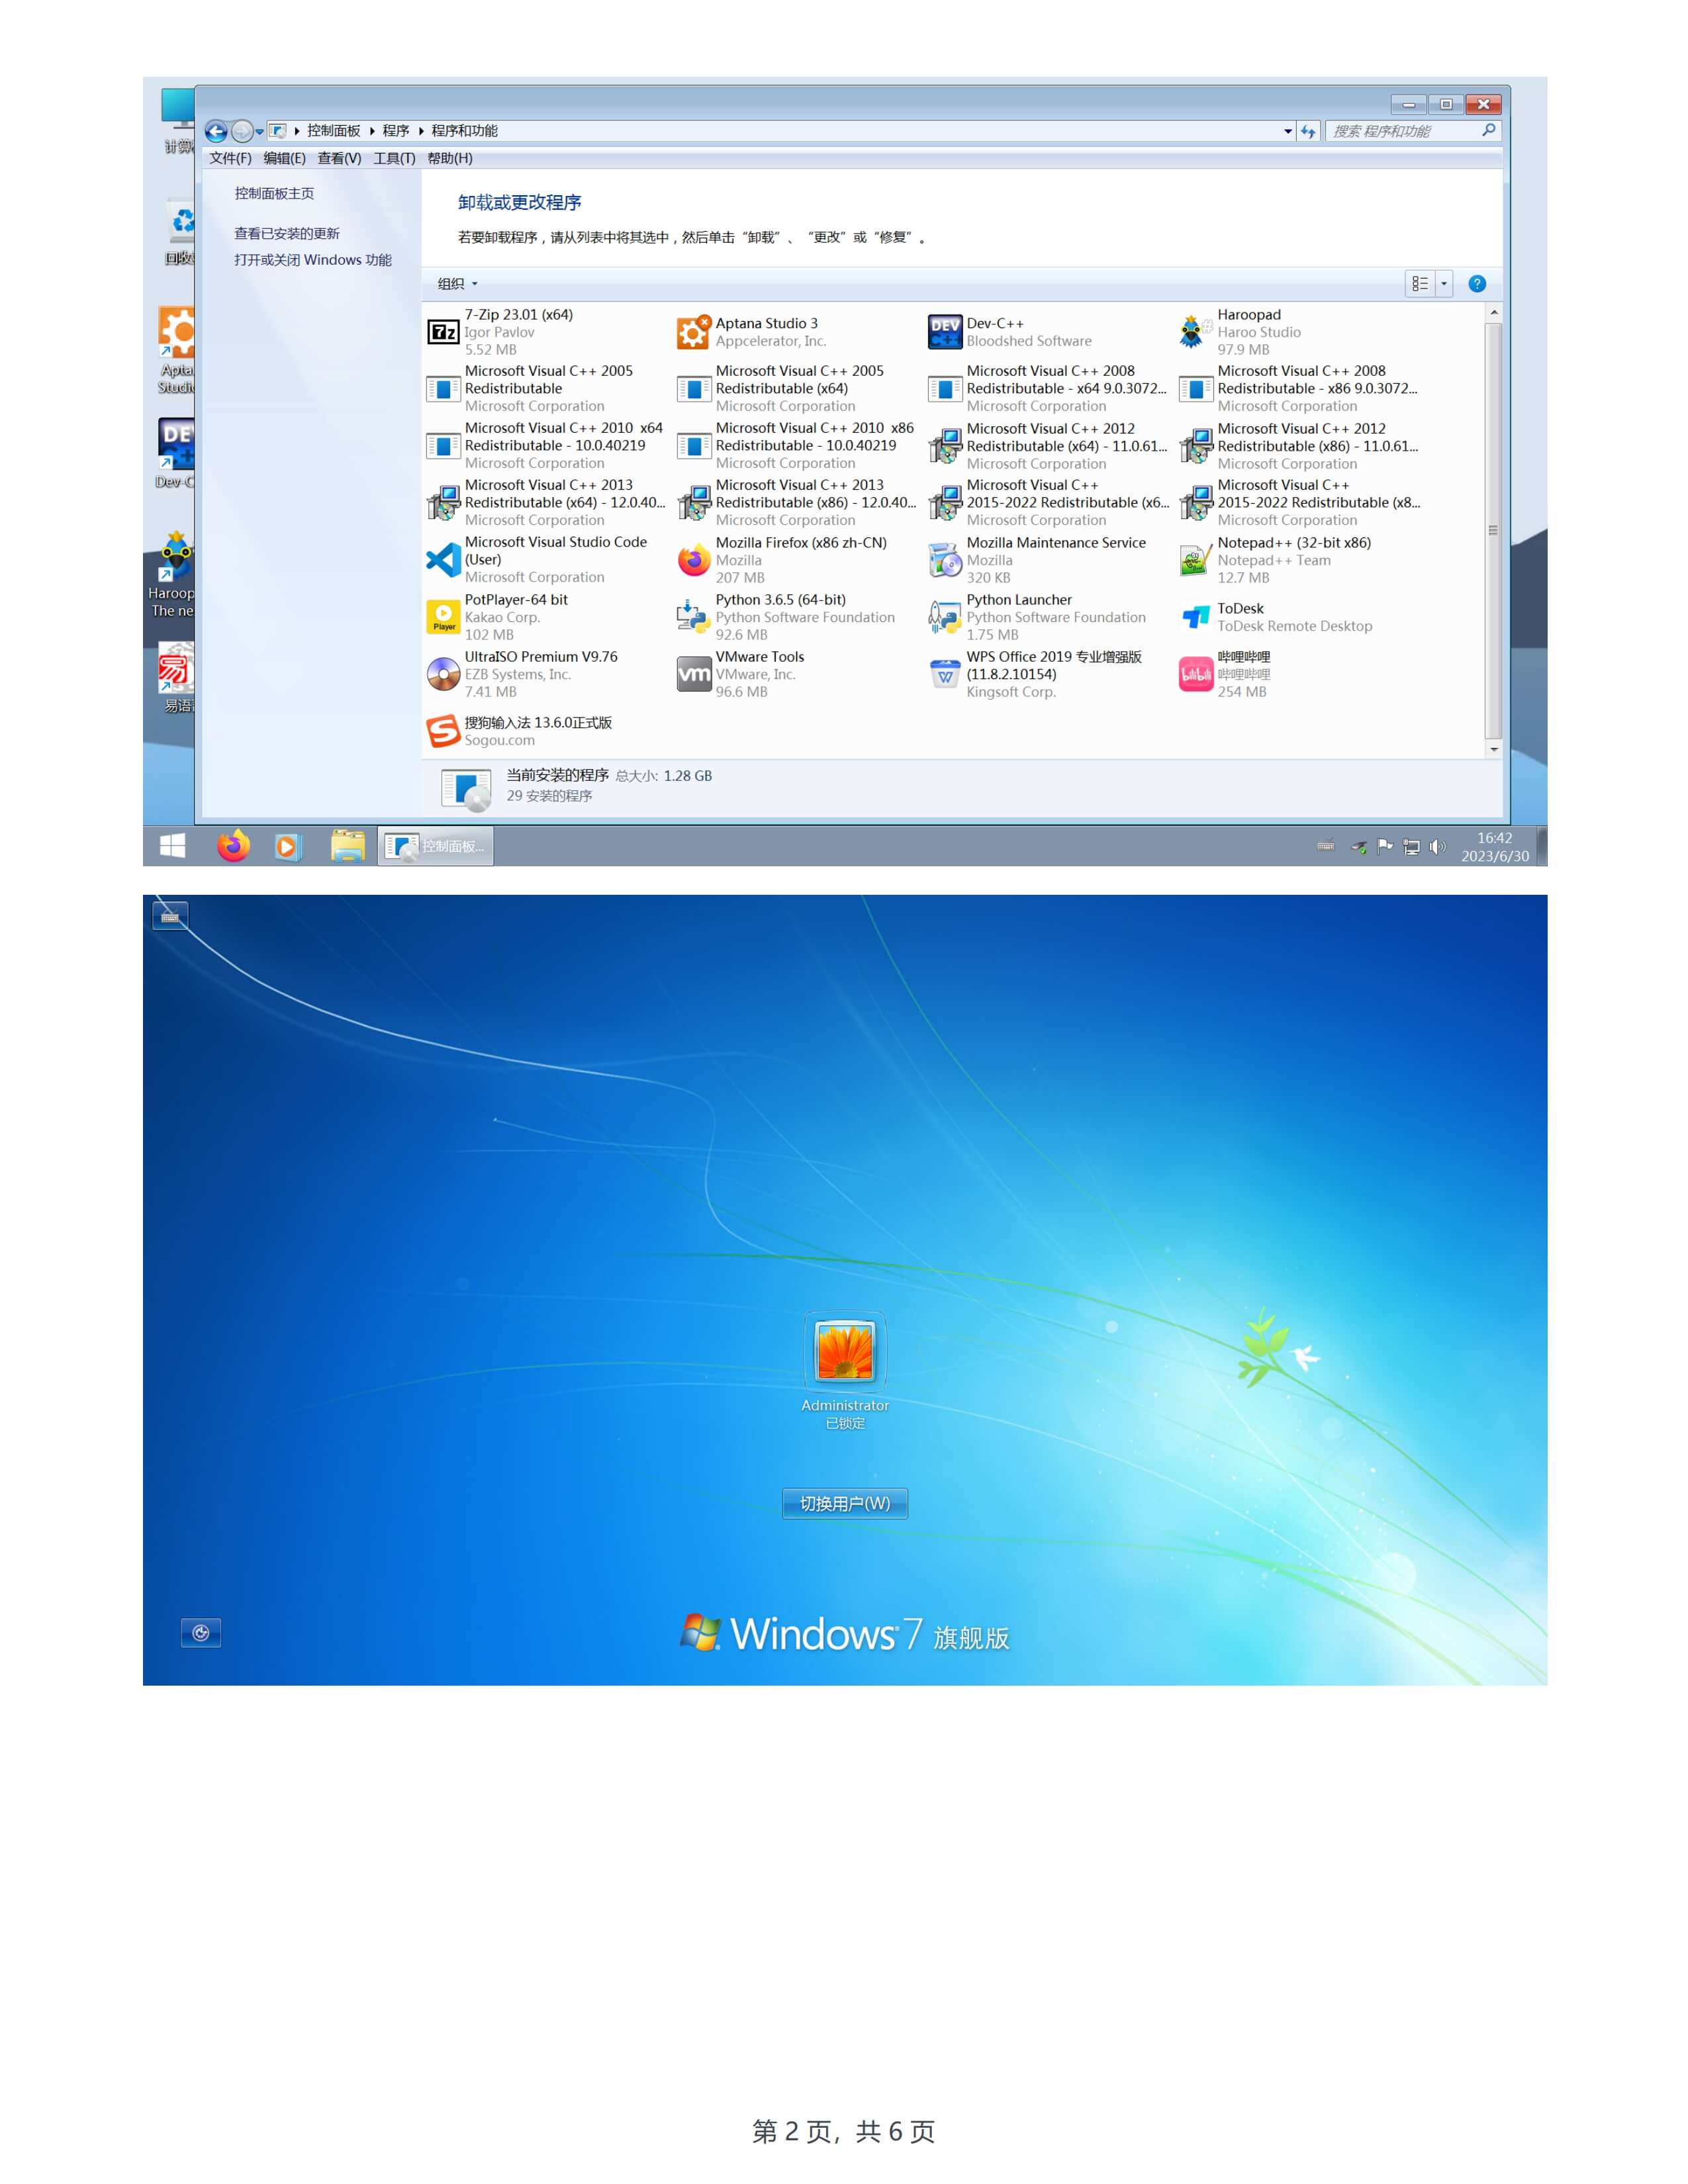 计算
回收
Apta
Studi
DEV
C++
Dev-C
Haroop
The ne
易
易语
控制面板 程序 程序和功能
搜索 程序和功能
文件(F) 编辑(E) 查看(V) 工具(T) 帮助(H)
控制面板主页
查看已安装的更新
打开或关闭 Windows 功能
卸载或更改程序
若要卸载程序，请从列表中将其选中，然后单击“卸载”、“更改”或“修复”。
组织
7-Zip 23.01 (x64)
Igor Pavlov
5.52 MB
Aptana Studio 3
Appcelerator, Inc.
Dev-C++
Bloodshed Software
Haroopad
Haroo Studio
97.9 MB
Microsoft Visual C++ 2005
Redistributable
Microsoft Corporation
Microsoft Visual C++ 2005
Redistributable (x64)
Microsoft Corporation
Microsoft Visual C++ 2008
Redistributable - x64 9.0.3072...
Microsoft Corporation
Microsoft Visual C++ 2008
Redistributable - x86 9.0.3072...
Microsoft Corporation
Microsoft Visual C++ 2010 x64
Redistributable - 10.0.40219
Microsoft Corporation
Microsoft Visual C++ 2010 x86
Redistributable - 10.0.40219
Microsoft Corporation
Microsoft Visual C++ 2012
Redistributable (x64) - 11.0.61...
Microsoft Corporation
Microsoft Visual C++ 2012
Redistributable (x86) - 11.0.61...
Microsoft Corporation
Microsoft Visual C++ 2013
Redistributable (x64) - 12.0.40...
Microsoft Corporation
Microsoft Visual C++ 2013
Redistributable (x86) - 12.0.40...
Microsoft Corporation
Microsoft Visual C++
2015-2022 Redistributable (x6...
Microsoft Corporation
Microsoft Visual C++
2015-2022 Redistributable (x8...
Microsoft Corporation
Microsoft Visual Studio Code
(User)
Microsoft Corporation
Mozilla Firefox (x86 zh-CN)
Mozilla
207 MB
Mozilla Maintenance Service
Mozilla
320 KB
Notepad++ (32-bit x86)
Notepad++ Team
12.7 MB
PotPlayer-64 bit
Kakao Corp.
102 MB
Python 3.6.5 (64-bit)
Python Software Foundation
92.6 MB
Python Launcher
Python Software Foundation
1.75 MB
ToDesk
ToDesk Remote Desktop
UltraISO Premium V9.76
EZB Systems, Inc.
7.41 MB
VMware Tools
VMware, Inc.
96.6 MB
WPS Office 2019 专业增强版
(11.8.2.10154)
Kingsoft Corp.
哔哩哔哩
哔哩哔哩
254 MB
搜狗输入法 13.6.0正式版
Sogou.com
当前安装的程序 总大小: 1.28 GB
29 安装的程序
控制面板...
16:42
2023/6/30
Administrator
已锁定
切换用户(W)
Windows 7 旗舰版
第 2 页, 共 6 页